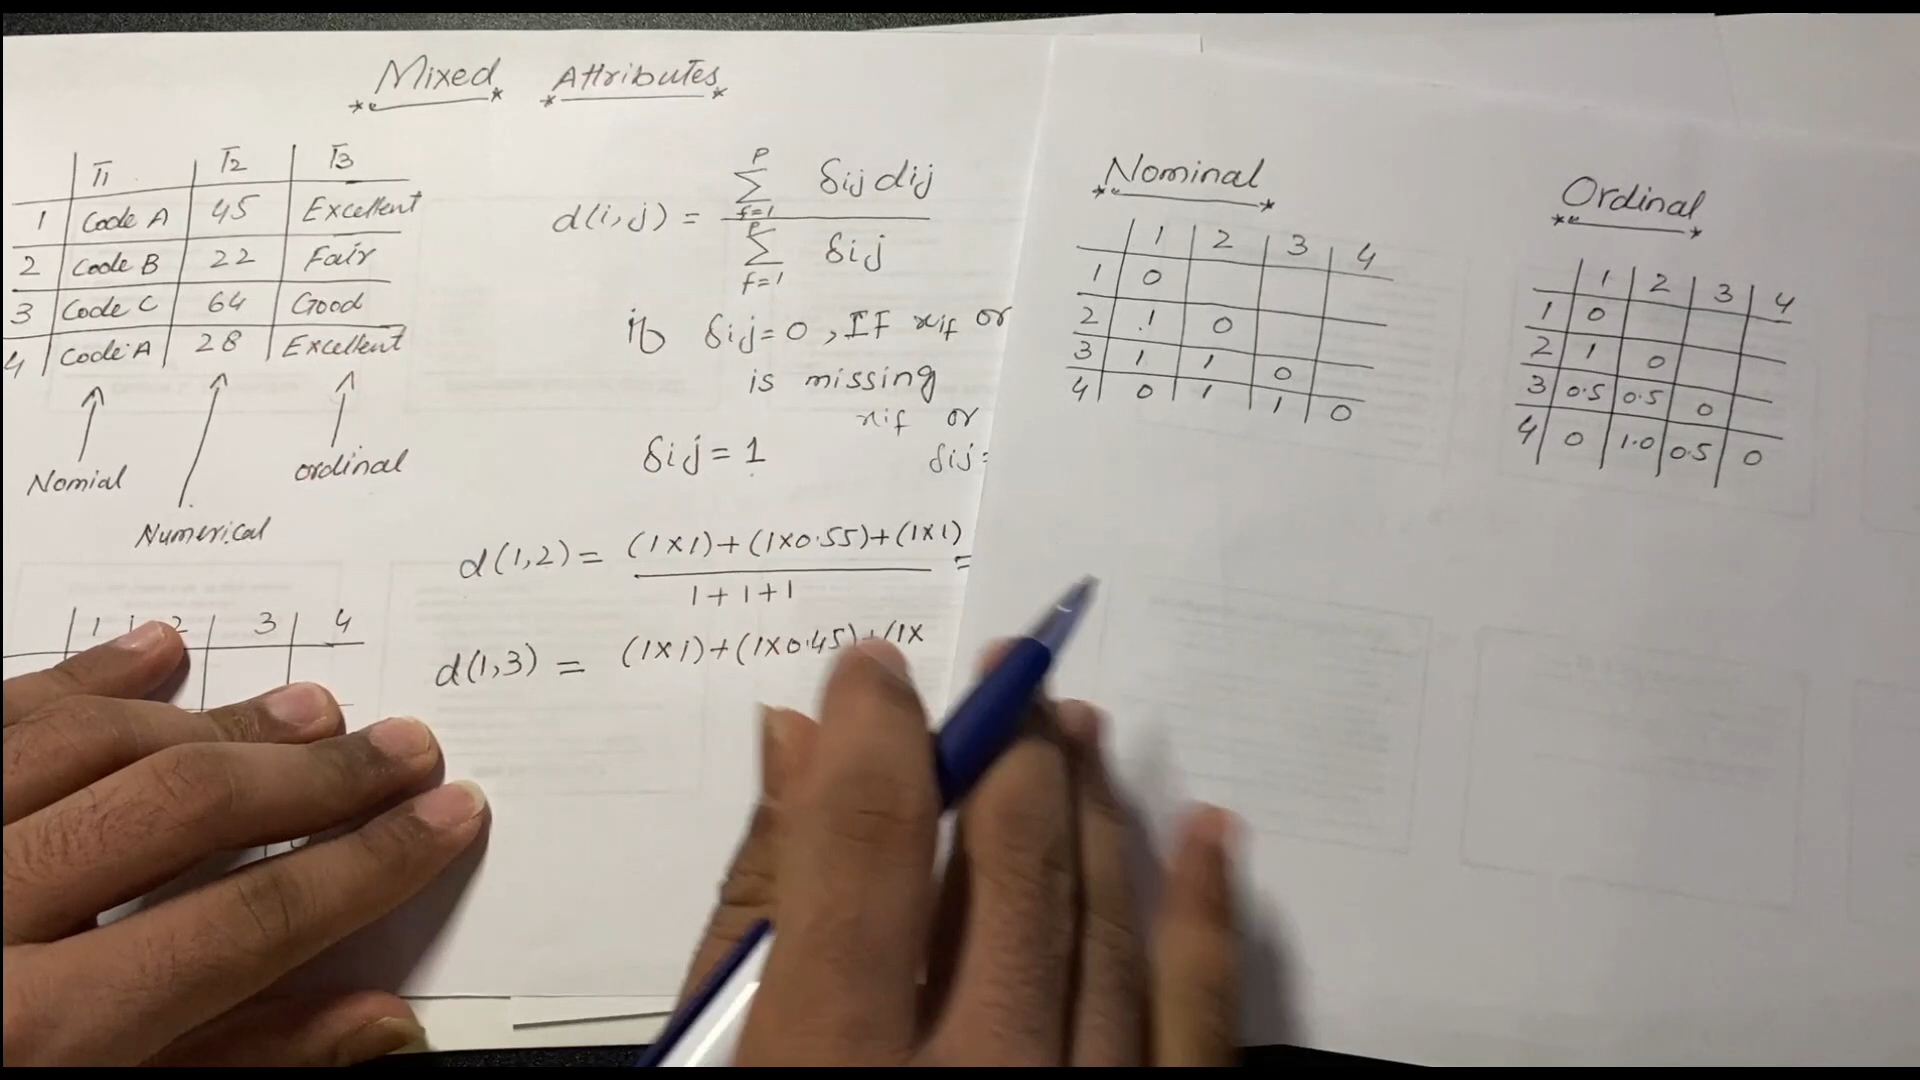 Mixed Attributes
T1 T2 T3
1 Code A 45 Excellent
2 Code B 22 Fair
3 Code C 64 Good
4 Code A 28 Excellent
Nomial
Numerical
ordinal
d(i,j) = Σ δij dij
p
f=1
Σ δij
p
f=1
δij=0, IF xif or
is missing
xif or
δij = 1
δij=
d(1,2) = (1×1)+(1×0.55)+(1×1) =
1+1+1
d(1,3) = (1×1)+(1×0.45)+(1×
1 2 3 4
Nominal
1 2 3 4
1 0
2 1 0
3 1 1 0
4 0 1 1 0
Ordinal
1 2 3 4
1 0
2 1 0
3 0.5 0.5 0
4 0 1.0 0.5 0